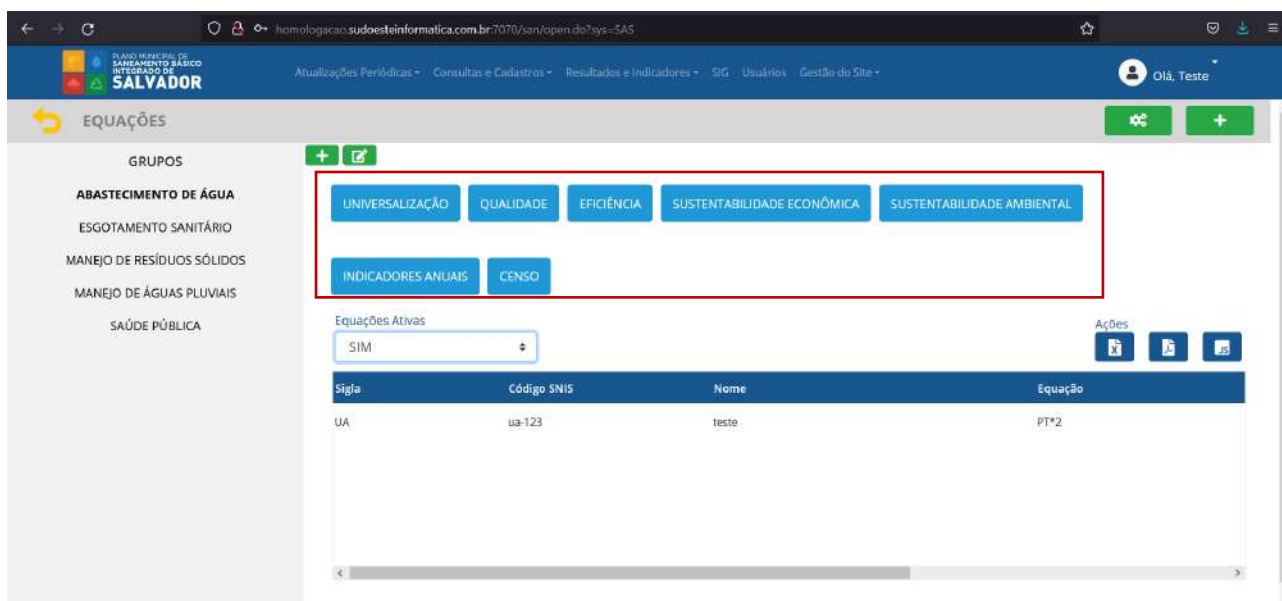 homologacao.sudoesteinformatica.com.br:7070/san/open.do?sys=SAS
PLANO MUNICIPAL DE
SANEAMENTO BÁSICO
INTEGRADO DE
SALVADOR
Atualizações Periódicas Consultas e Cadastros Resultados e Indicadores SIG Usuários Gestão do Site
Olá, Teste
EQUAÇÕES
GRUPOS
ABASTECIMENTO DE ÁGUA
ESGOTAMENTO SANITÁRIO
MANEJO DE RESÍDUOS SÓLIDOS
MANEJO DE ÁGUAS PLUVIAIS
SAÚDE PÚBLICA
UNIVERSALIZAÇÃO QUALIDADE EFICIÊNCIA SUSTENTABILIDADE ECONÔMICA SUSTENTABILIDADE AMBIENTAL
INDICADORES ANUAIS CENSO
Equações Ativas
SIM
Ações
JS
Sigla Código SNIS Nome Equação
UA ua-123 teste PT*2